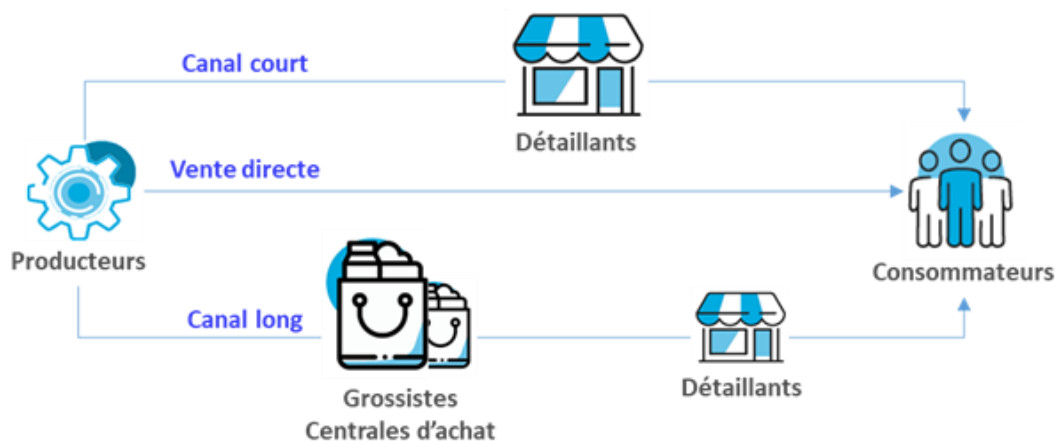 Canal court
Détaillants
Vente directe
Producteurs
Consommateurs
Canal long
Détaillants
Grossistes
Centrales d'achat